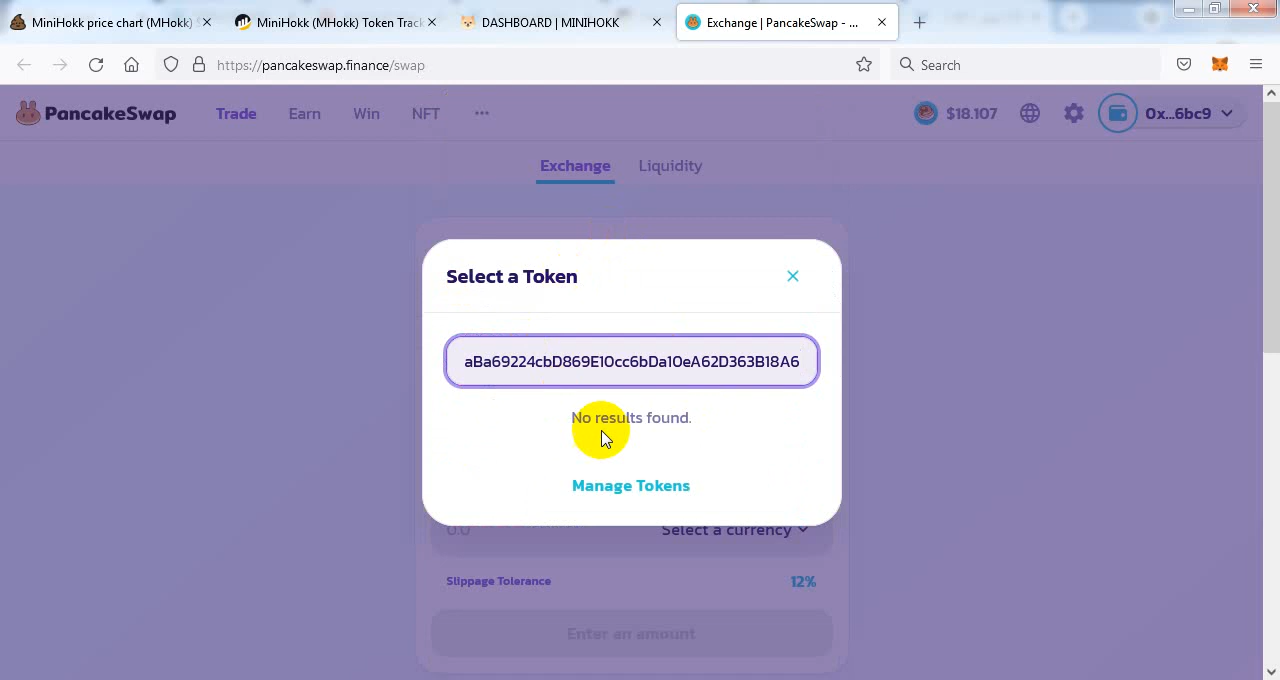 MiniHokk price chart (MHokk)
MiniHokk (MHokk) Token Track
DASHBOARD | MINIHOKK
Exchange | PancakeSwap - ...
https://pancakeswap.finance/swap
Search
PancakeSwap
Trade
Earn
Win
NFT
$18.107
0x...6bc9
Exchange
Liquidity
Select a Token
aBa69224cbD869E10cc6bDa10eA62D363B18A6
No results found.
Manage Tokens
0.0
Select a currency
Slippage Tolerance
12%
Enter an amount